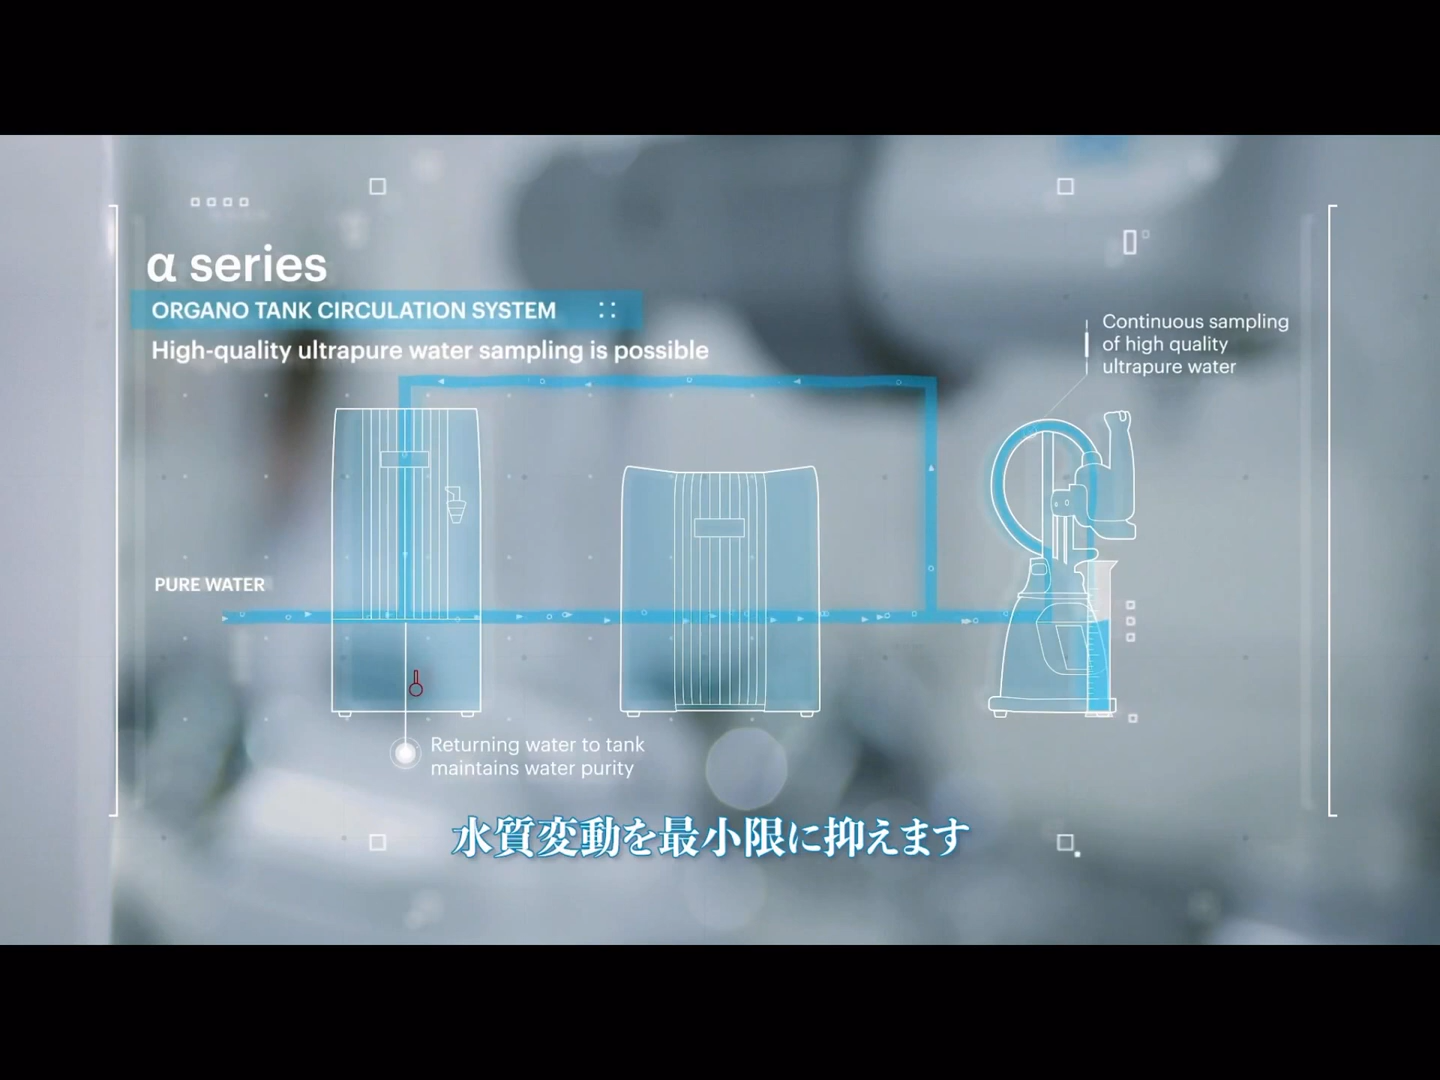 α series
ORGANO TANK CIRCULATION SYSTEM
High-quality ultrapure water sampling is possible
Continuous sampling
of high quality
ultrapure water
PURE WATER
Returning water to tank
maintains water purity
水質変動を最小限に抑えます